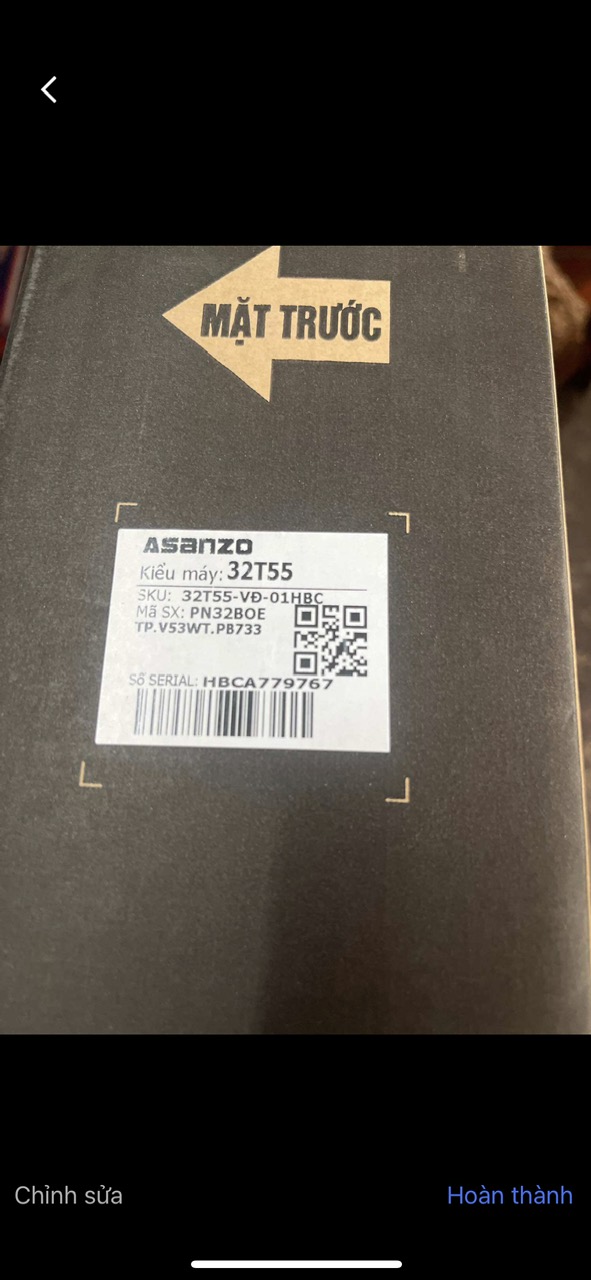 MẶT TRƯỚC
Asanzo
Kiểu máy: 32T55
SKU: 32T55-VĐ-01HBC
Mã SX: PN32BOE
TP.V53WT.PB733
Số SERIAL: HBCA779767
Chỉnh sửa
Hoàn thành